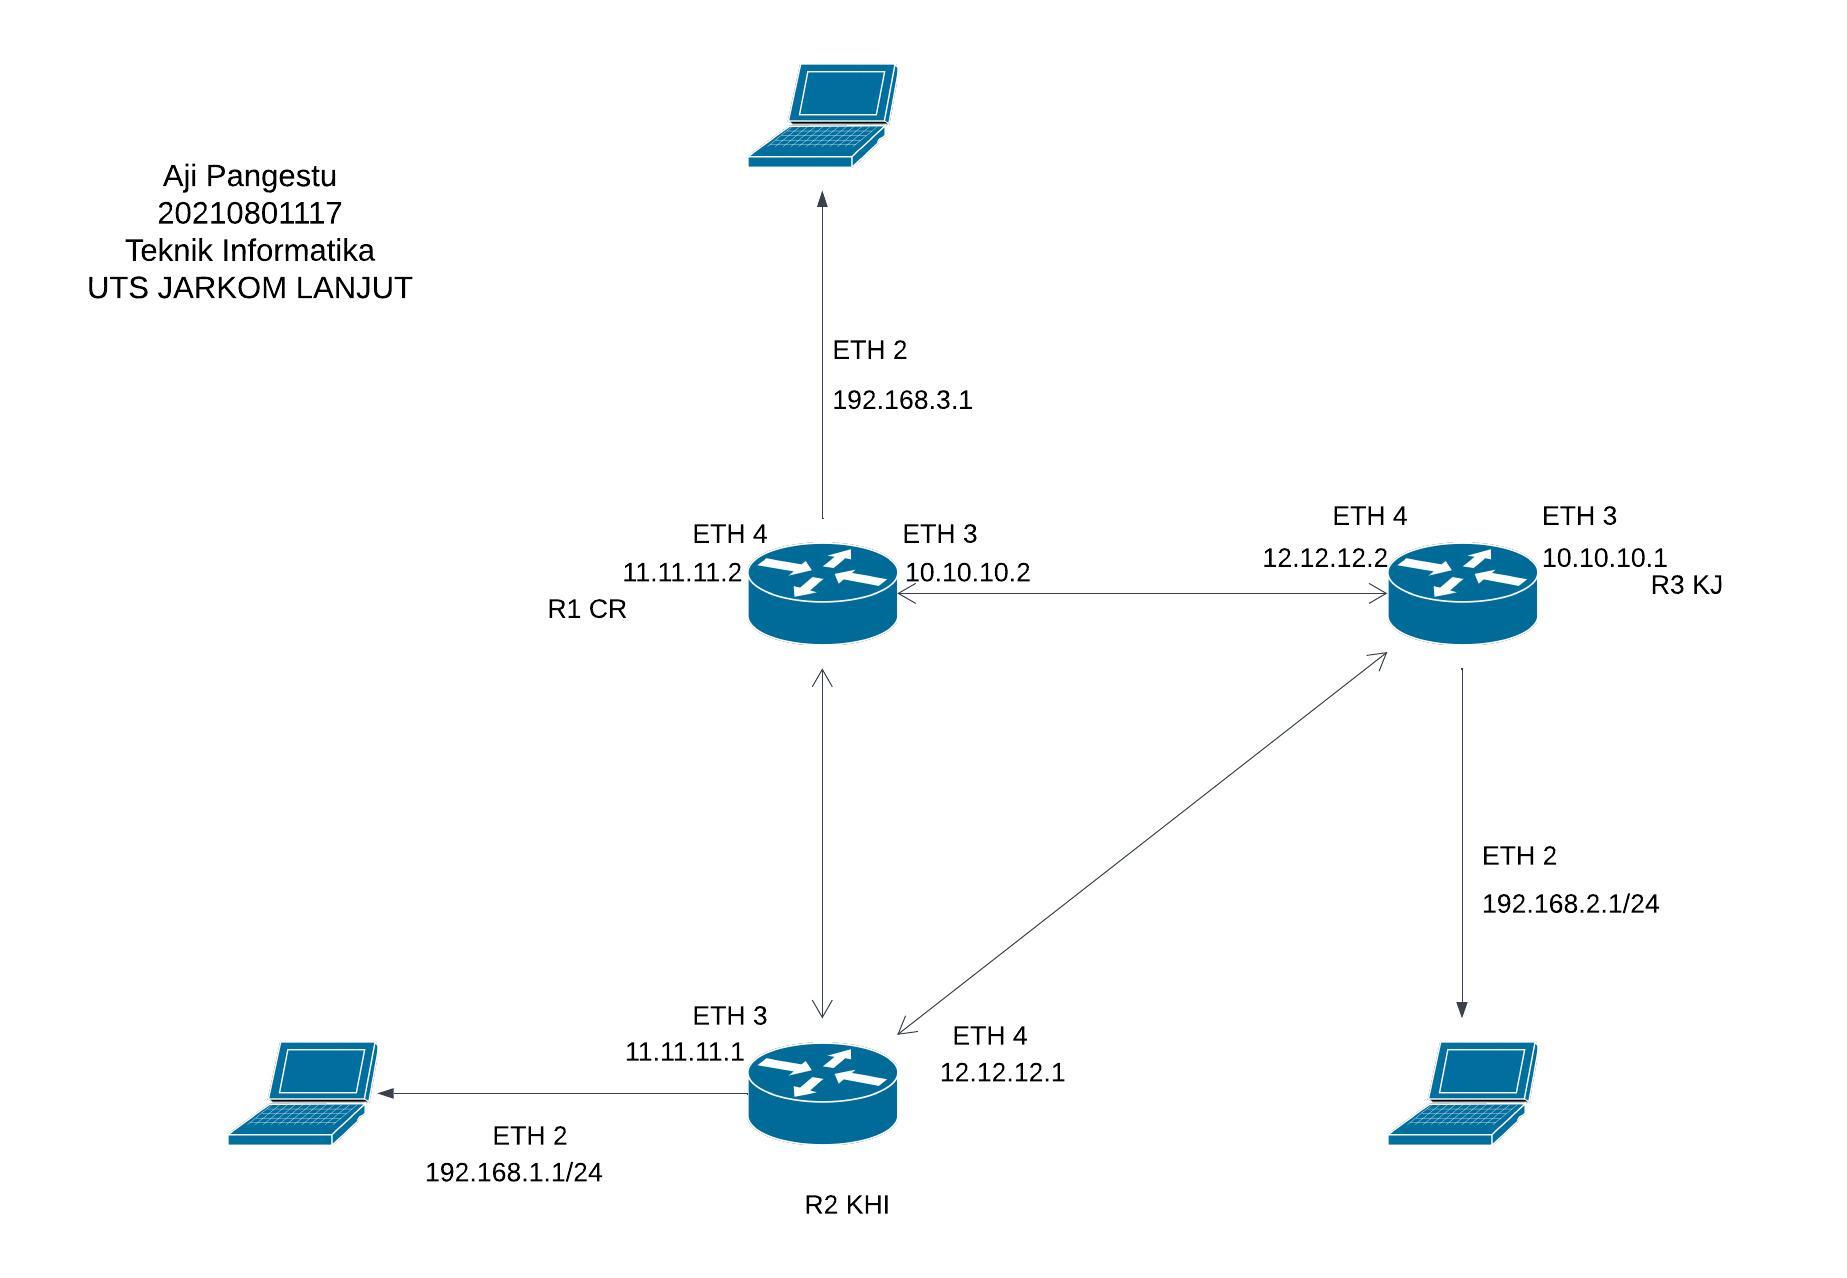 Aji Pangestu
20210801117
Teknik Informatika
UTS JARKOM LANJUT
ETH 2
192.168.3.1
ETH 4
11.11.11.2
R1 CR
ETH 3
10.10.10.2
ETH 4
12.12.12.2
ETH 3
10.10.10.1
R3 KJ
ETH 2
192.168.2.1/24
ETH 3
11.11.11.1
ETH 4
12.12.12.1
ETH 2
192.168.1.1/24
R2 KHI